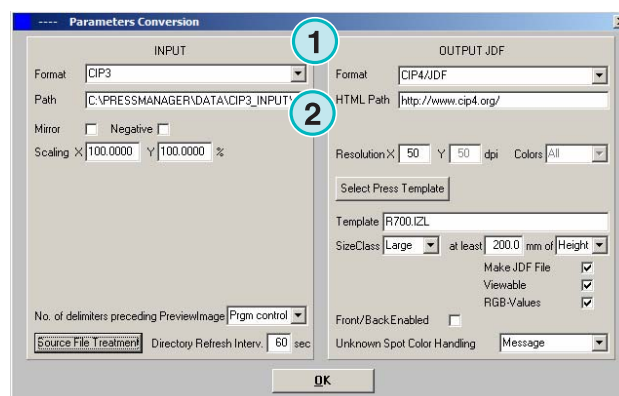 ---- Parameters Conversion
1
INPUT
Format CIP3
Path C:\PRESSMANAGER\DATA\CIP3_INPUT\
2
Mirror Negative
Scaling X 100.0000 Y 100.0000 %
No. of delimiters preceding PreviewImage Prgm control
Source File Treatment Directory Refresh Interv. 60 sec
OUTPUT JDF
Format CIP4/JDF
HTML Path http://www.cip4.org/
Resolution X 50 Y 50 dpi Colors All
Select Press Template
Template R700.IZL
SizeClass Large at least 200.0 mm of Height
Make JDF File
Viewable
RGB-Values
Front/Back Enabled
Unknown Spot Color Handling Message
OK